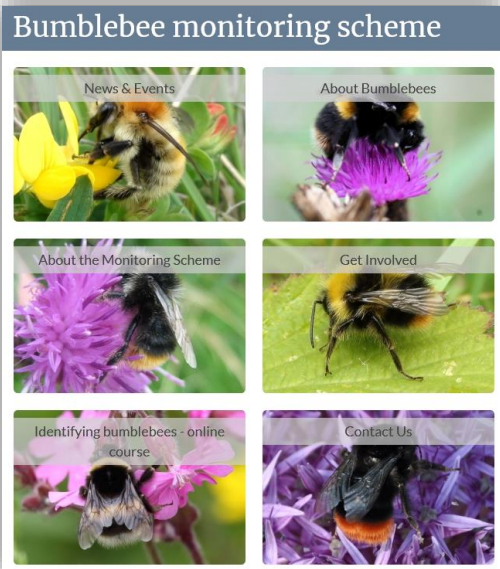 Bumblebee monitoring scheme
News & Events
About Bumblebees
About the Monitoring Scheme
Get Involved
Identifying bumblebees - online
course
Contact Us